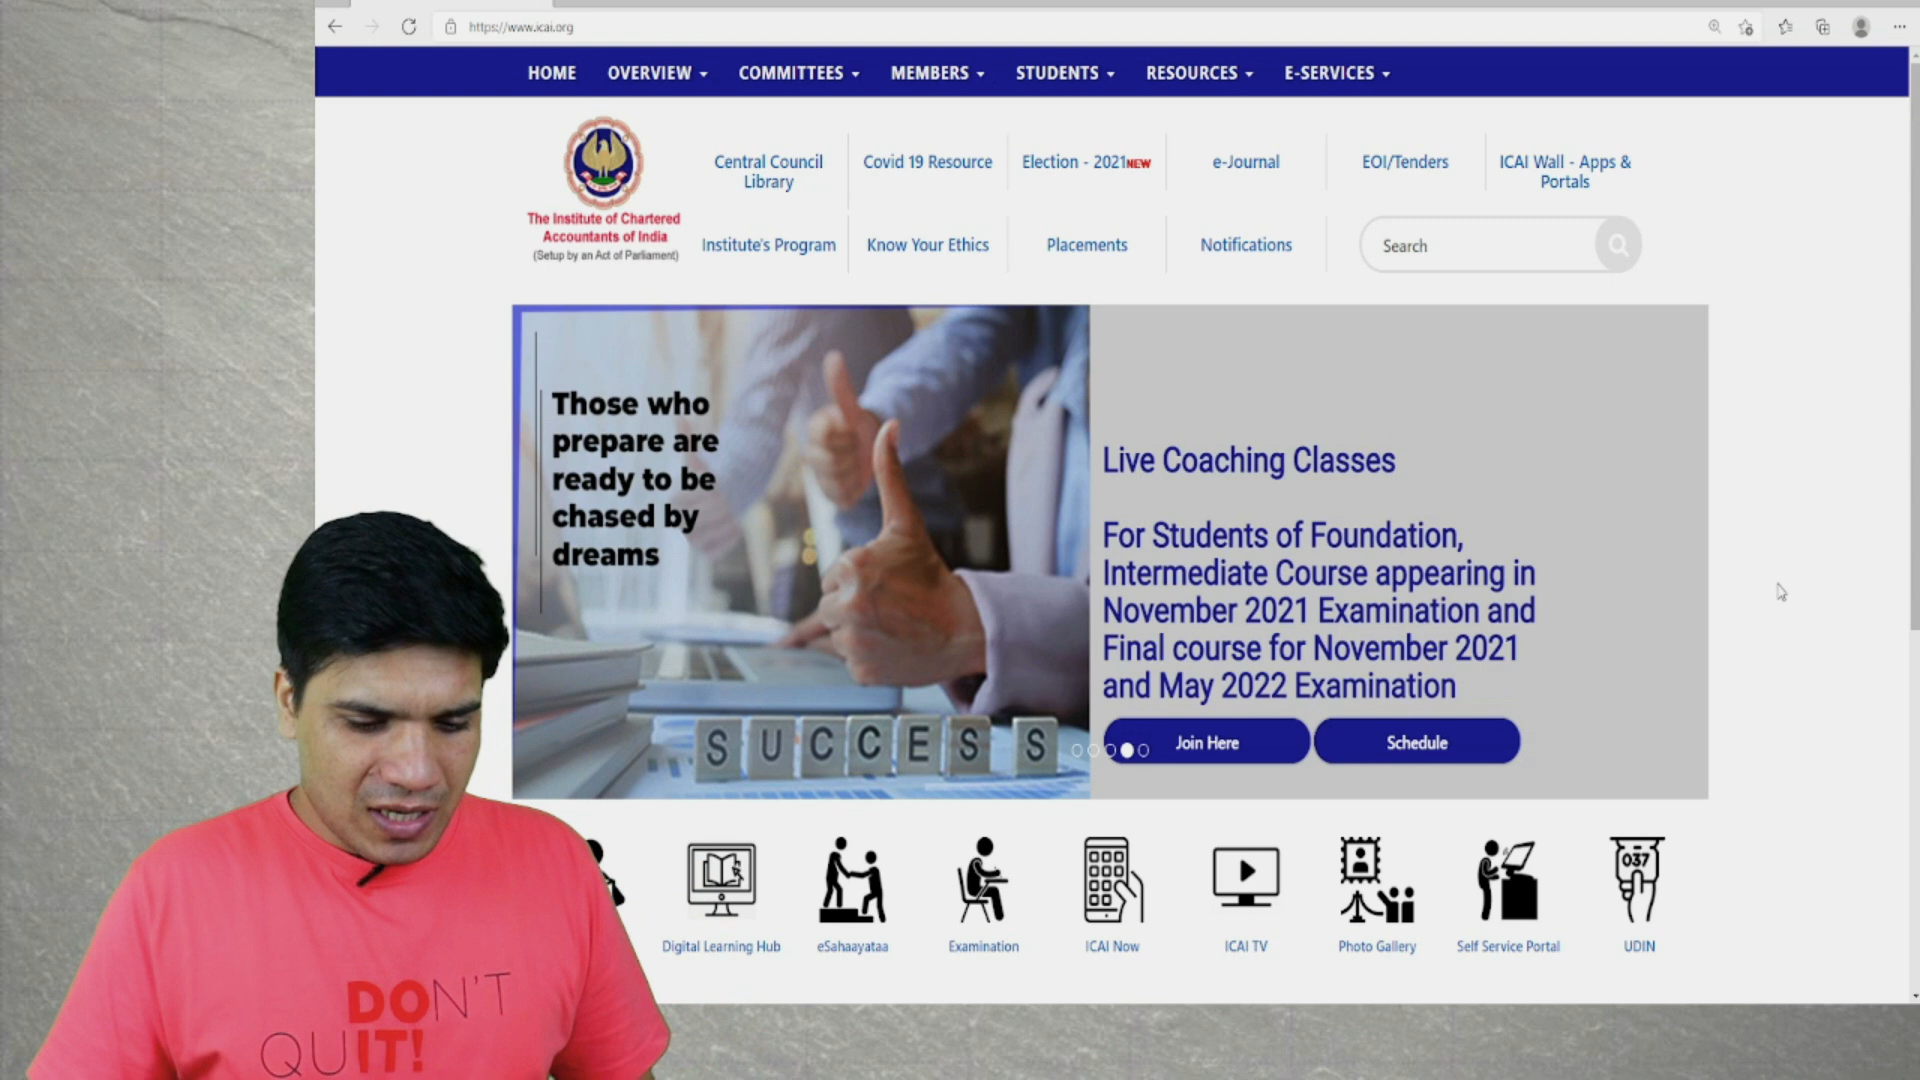 https://www.icai.org
HOME OVERVIEW COMMITTEES MEMBERS STUDENTS RESOURCES E-SERVICES
The Institute of Chartered
Accountants of India
(Setup by an Act of Parliament)
Central Council
Library
Covid 19 Resource
Election - 2021NEW
e-Journal
EOI/Tenders
ICAI Wall - Apps &
Portals
Institute's Program
Know Your Ethics
Placements
Notifications
Search
Those who
prepare are
ready to be
chased by
dreams
SUCCESS
Live Coaching Classes
For Students of Foundation,
Intermediate Course appearing in
November 2021 Examination and
Final course for November 2021
and May 2022 Examination
Join Here
Schedule
037
Digital Learning Hub
eSahaayataa
Examination
ICAI Now
ICAI TV
Photo Gallery
Self Service Portal
UDIN
DON'T
QUIT!